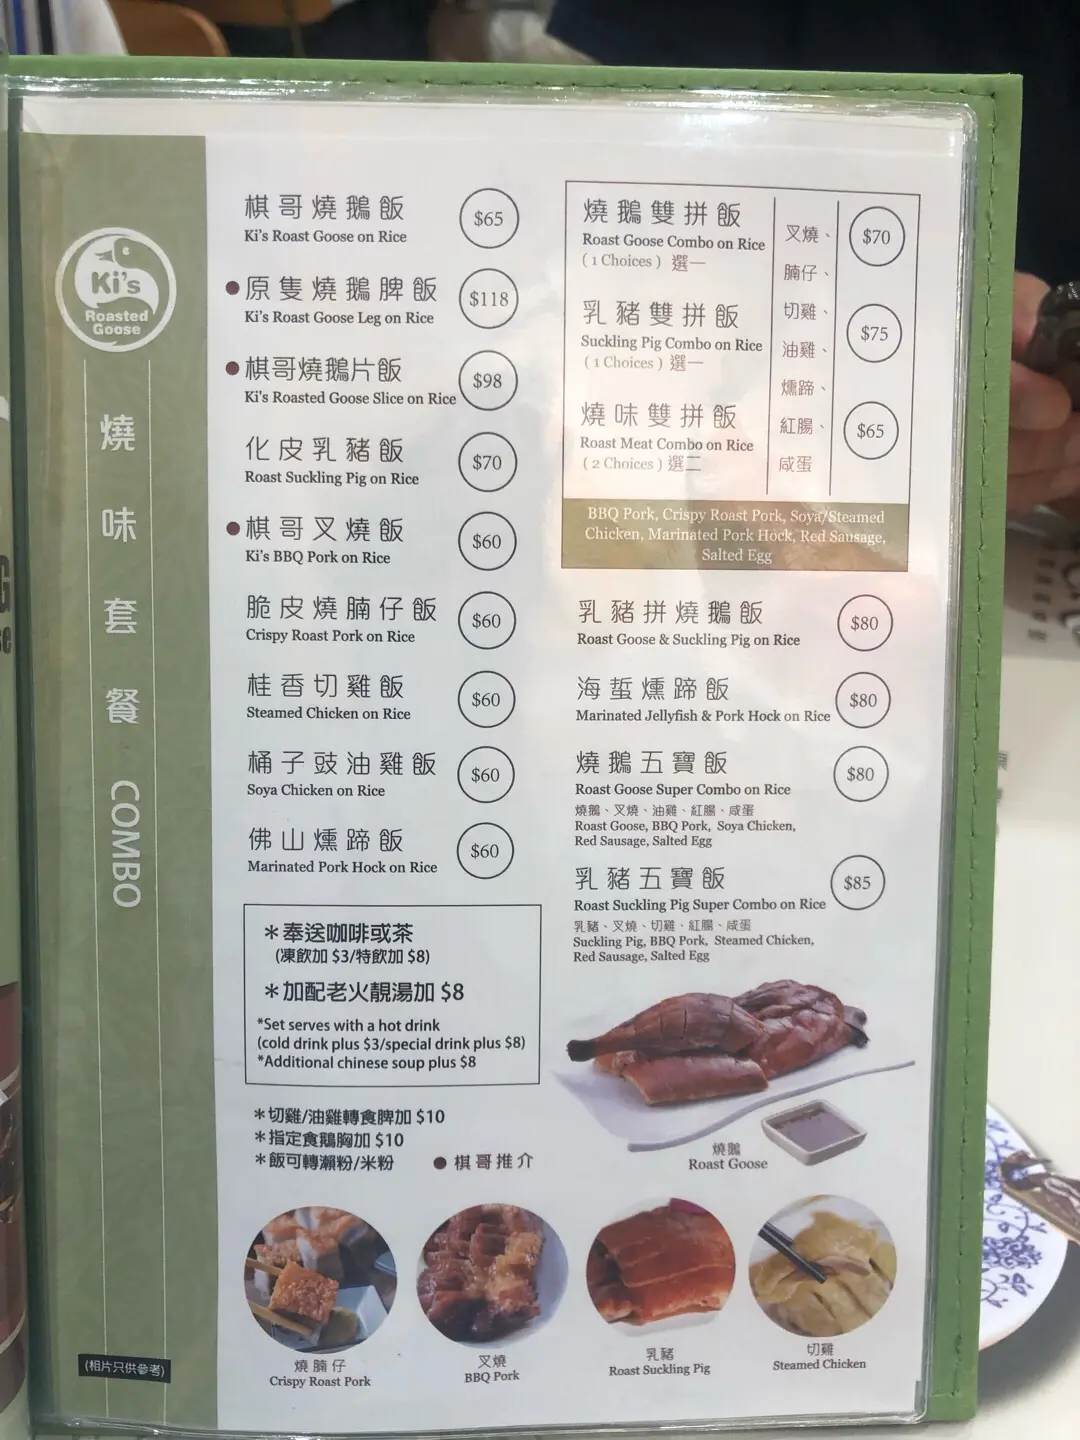 Ki's
Roasted
Goose
燒味套餐 COMBO
(相片只供參考)
棋哥燒鵝飯
Ki's Roast Goose on Rice
$65
●原隻燒鵝脾飯
Ki's Roast Goose Leg on Rice
$118
●棋哥燒鵝片飯
Ki's Roasted Goose Slice on Rice
$98
化皮乳豬飯
Roast Suckling Pig on Rice
$70
●棋哥叉燒飯
Ki's BBQ Pork on Rice
$60
脆皮燒腩仔飯
Crispy Roast Pork on Rice
$60
桂香切雞飯
Steamed Chicken on Rice
$60
桶子豉油雞飯
Soya Chicken on Rice
$60
佛山燻蹄飯
Marinated Pork Hock on Rice
$60
＊奉送咖啡或茶
(凍飲加 $3/特飲加 $8)
＊加配老火靚湯加 $8
*Set serves with a hot drink
(cold drink plus $3/special drink plus $8)
*Additional chinese soup plus $8
＊切雞/油雞轉食脾加 $10
＊指定食鵝胸加 $10
＊飯可轉瀨粉/米粉
●棋哥推介
燒鵝雙拼飯
Roast Goose Combo on Rice
( 1 Choices ) 選一
$70
乳豬雙拼飯
Suckling Pig Combo on Rice
( 1 Choices ) 選一
$75
燒味雙拼飯
Roast Meat Combo on Rice
( 2 Choices ) 選二
$65
叉燒、
腩仔、
切雞、
油雞、
燻蹄、
紅腸、
咸蛋
BBQ Pork, Crispy Roast Pork, Soya/Steamed
Chicken, Marinated Pork Hock, Red Sausage,
Salted Egg
乳豬拼燒鵝飯
Roast Goose & Suckling Pig on Rice
$80
海蜇燻蹄飯
Marinated Jellyfish & Pork Hock on Rice
$80
燒鵝五寶飯
Roast Goose Super Combo on Rice
$80
燒鵝、叉燒、油雞、紅腸、咸蛋
Roast Goose, BBQ Pork, Soya Chicken,
Red Sausage, Salted Egg
乳豬五寶飯
Roast Suckling Pig Super Combo on Rice
$85
乳豬、叉燒、切雞、紅腸、咸蛋
Suckling Pig, BBQ Pork, Steamed Chicken,
Red Sausage, Salted Egg
燒鵝
Roast Goose
燒腩仔
Crispy Roast Pork
叉燒
BBQ Pork
乳豬
Roast Suckling Pig
切雞
Steamed Chicken